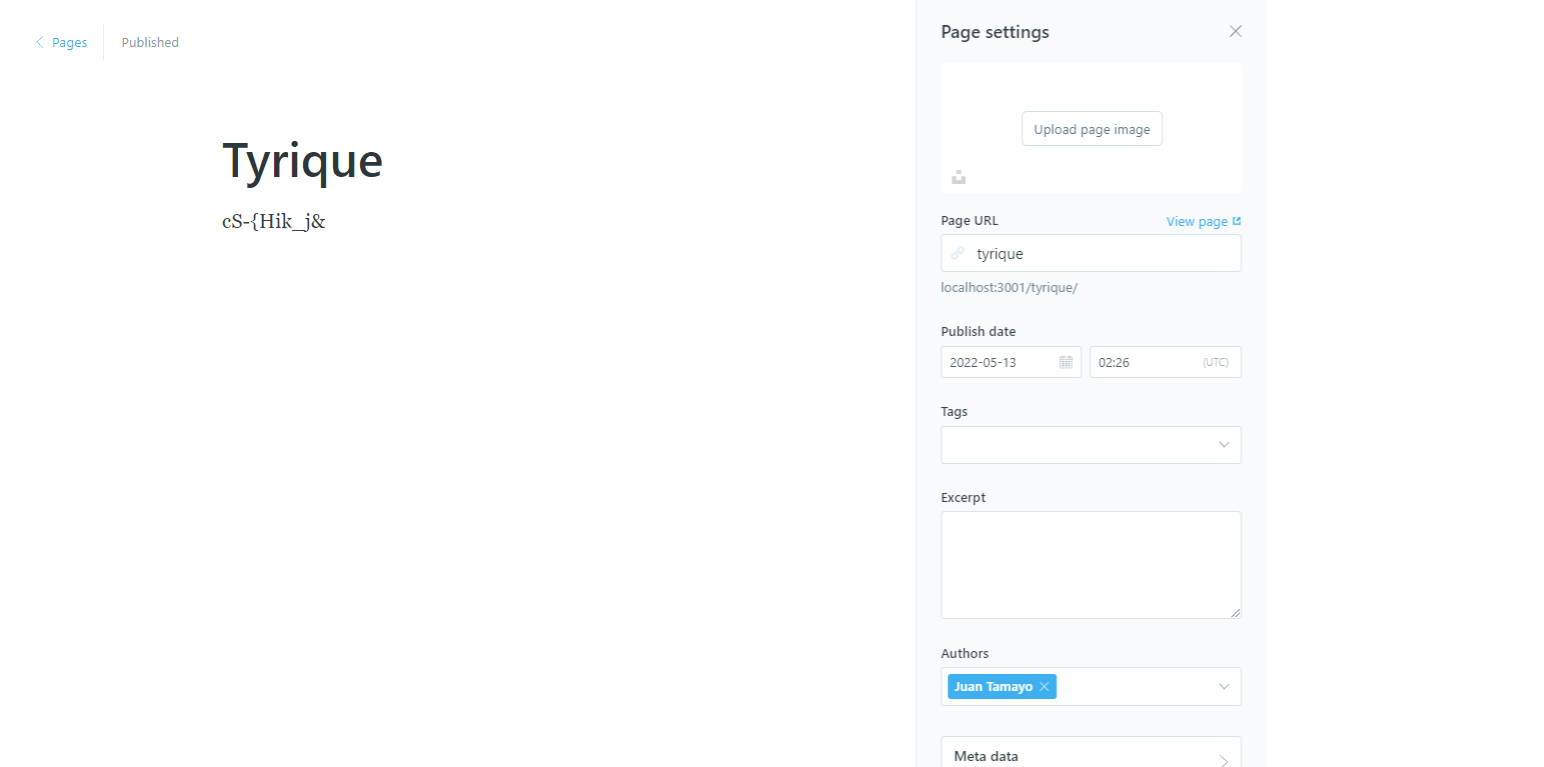 Pages
Published
Tyrique
cS-{Hik_j&
Page settings
Upload page image
Page URL
View page
tyrique
localhost:3001/tyrique/
Publish date
2022-05-13
02:26
(UTC)
Tags
Excerpt
Authors
Juan Tamayo
Meta data